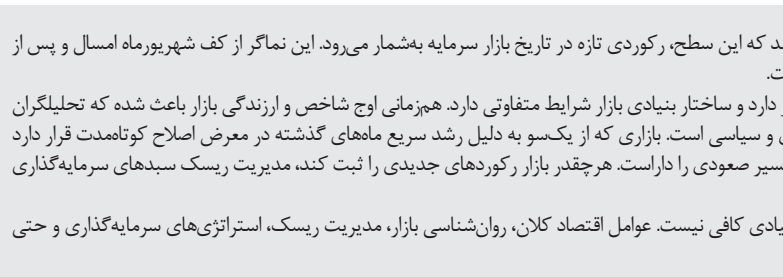 که این سطح، رکوردی تازه در تاریخ بازار سرمایه به‌شمار می‌رود. این نماگر از کف شهریورماه امسال و پس از
دارد و ساختار بنیادی بازار شرایط متفاوتی دارد. هم‌زمانی اوج شاخص و ارزندگی بازار باعث شده که تحلیلگران
و سیاسی است. بازاری که از یک‌سو به دلیل رشد سریع ماه‌های گذشته در معرض اصلاح کوتاه‌مدت قرار دارد
صعودی را داراست. هرچقدر بازار رکوردهای جدیدی را ثبت کند، مدیریت ریسک سبدهای سرمایه‌گذاری
کافی نیست. عوامل اقتصاد کلان، روان‌شناسی بازار، مدیریت ریسک، استراتژی‌های سرمایه‌گذاری و حتی